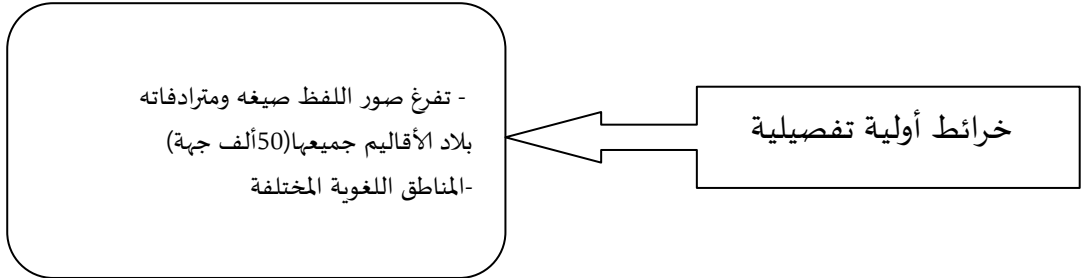 خرائط أولية تفصيلية
- تفرغ صور اللفظ صيغه ومترادفاته
بلاد الأقاليم جميعها(50ألف جهة)
-المناطق اللغوية المختلفة